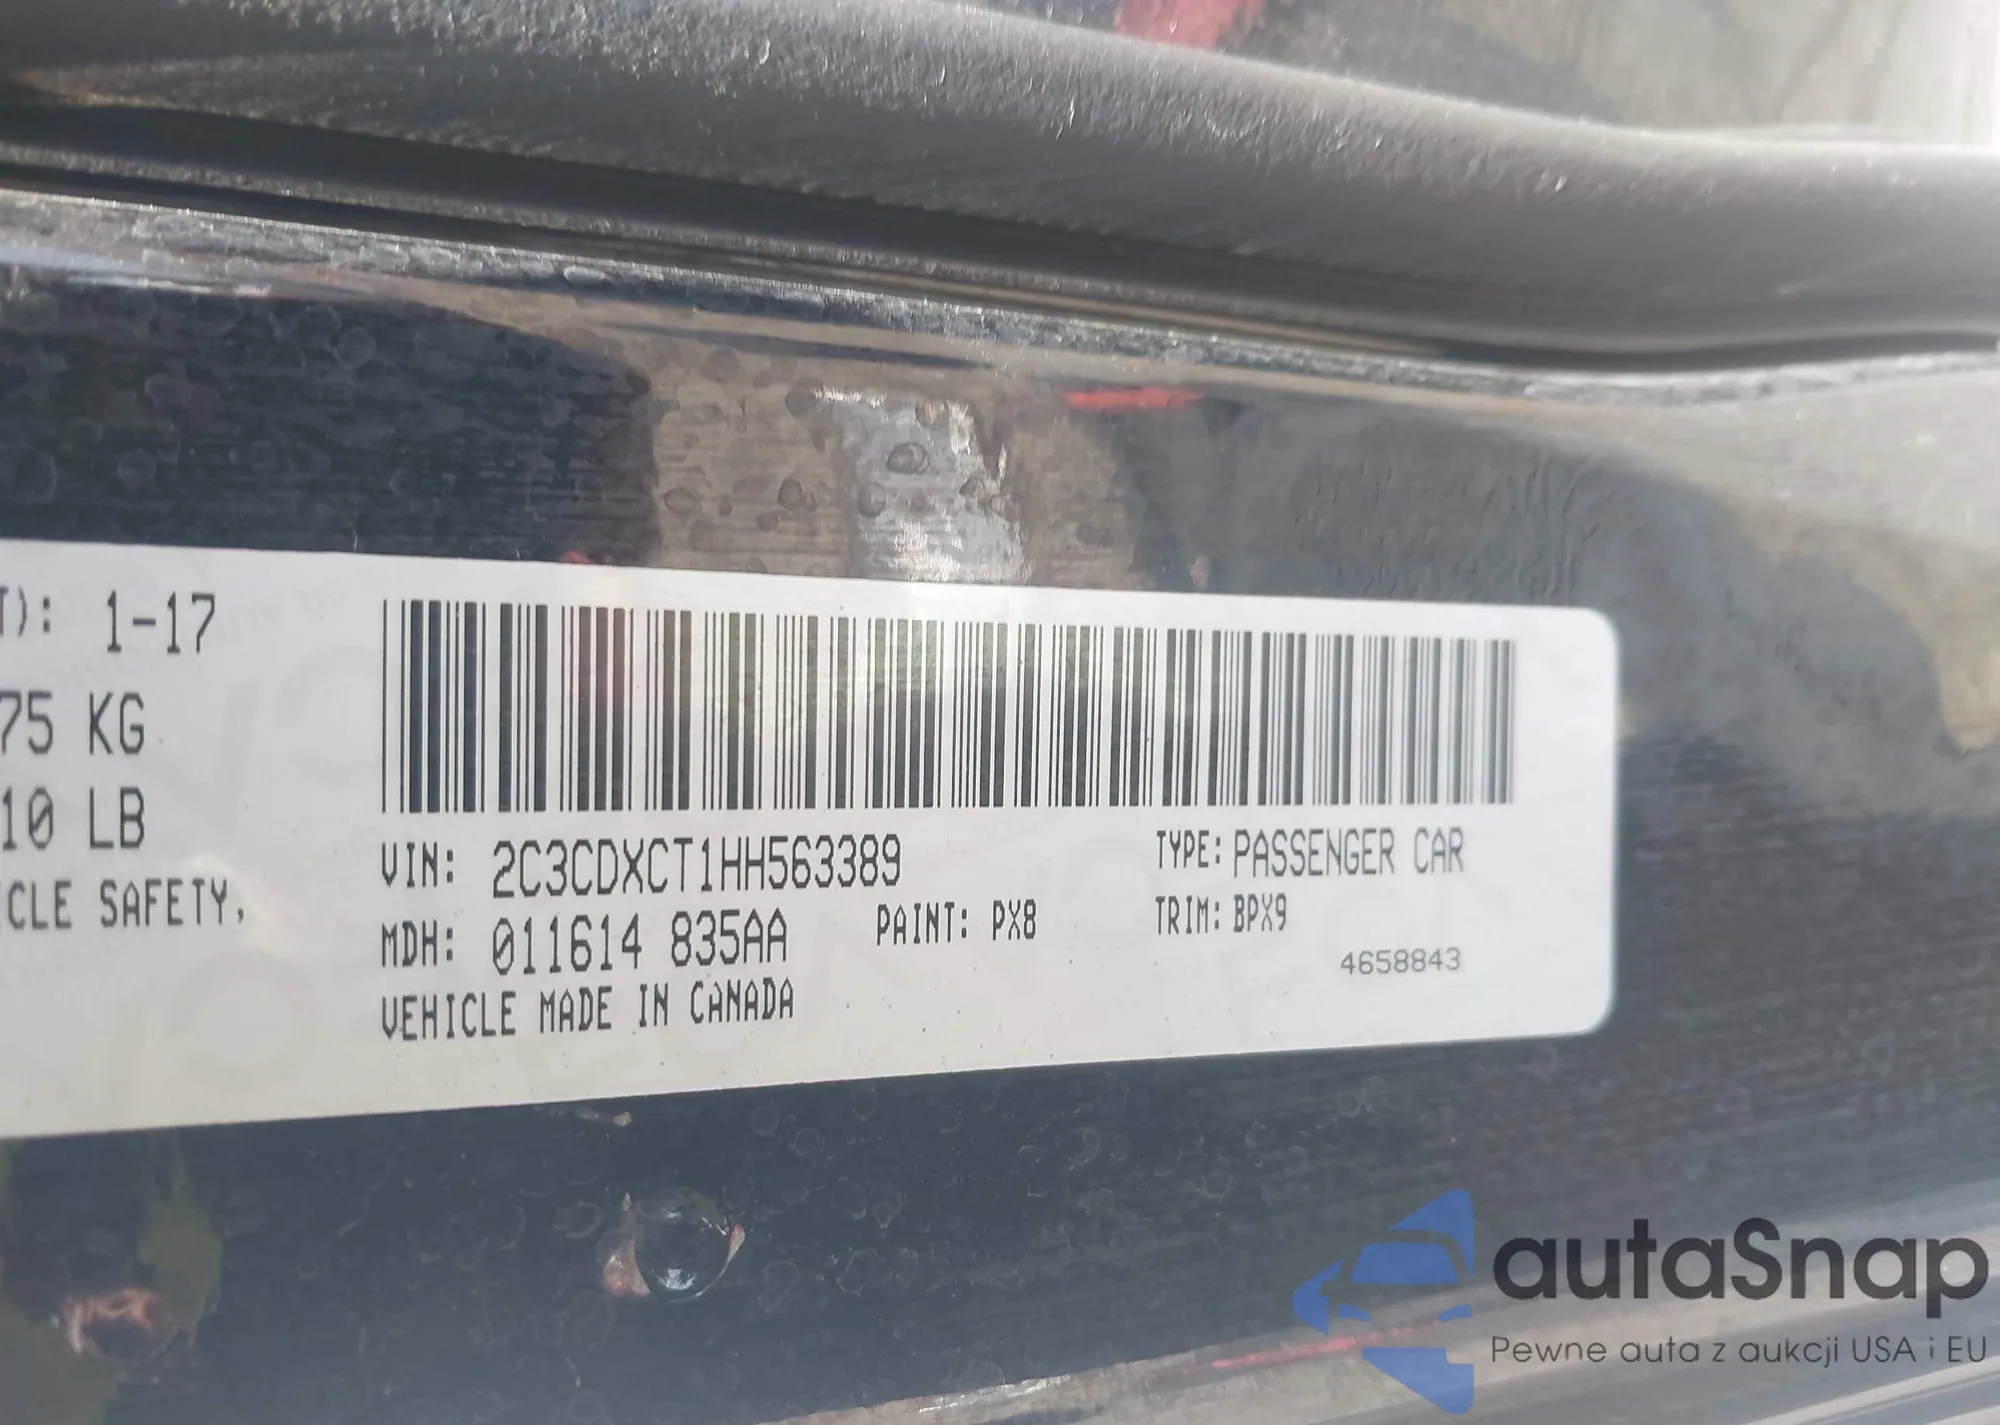 T): 1-17
75 KG
10 LB
ICLE SAFETY,
VIN: 2C3CDXCT1HH563389
TYPE: PASSENGER CAR
MDH: 011614 835AA
PAINT: PX8
TRIM: BPX9
4658843
VEHICLE MADE IN CANADA
autaSnap
Pewne auta z aukcji USA i EU